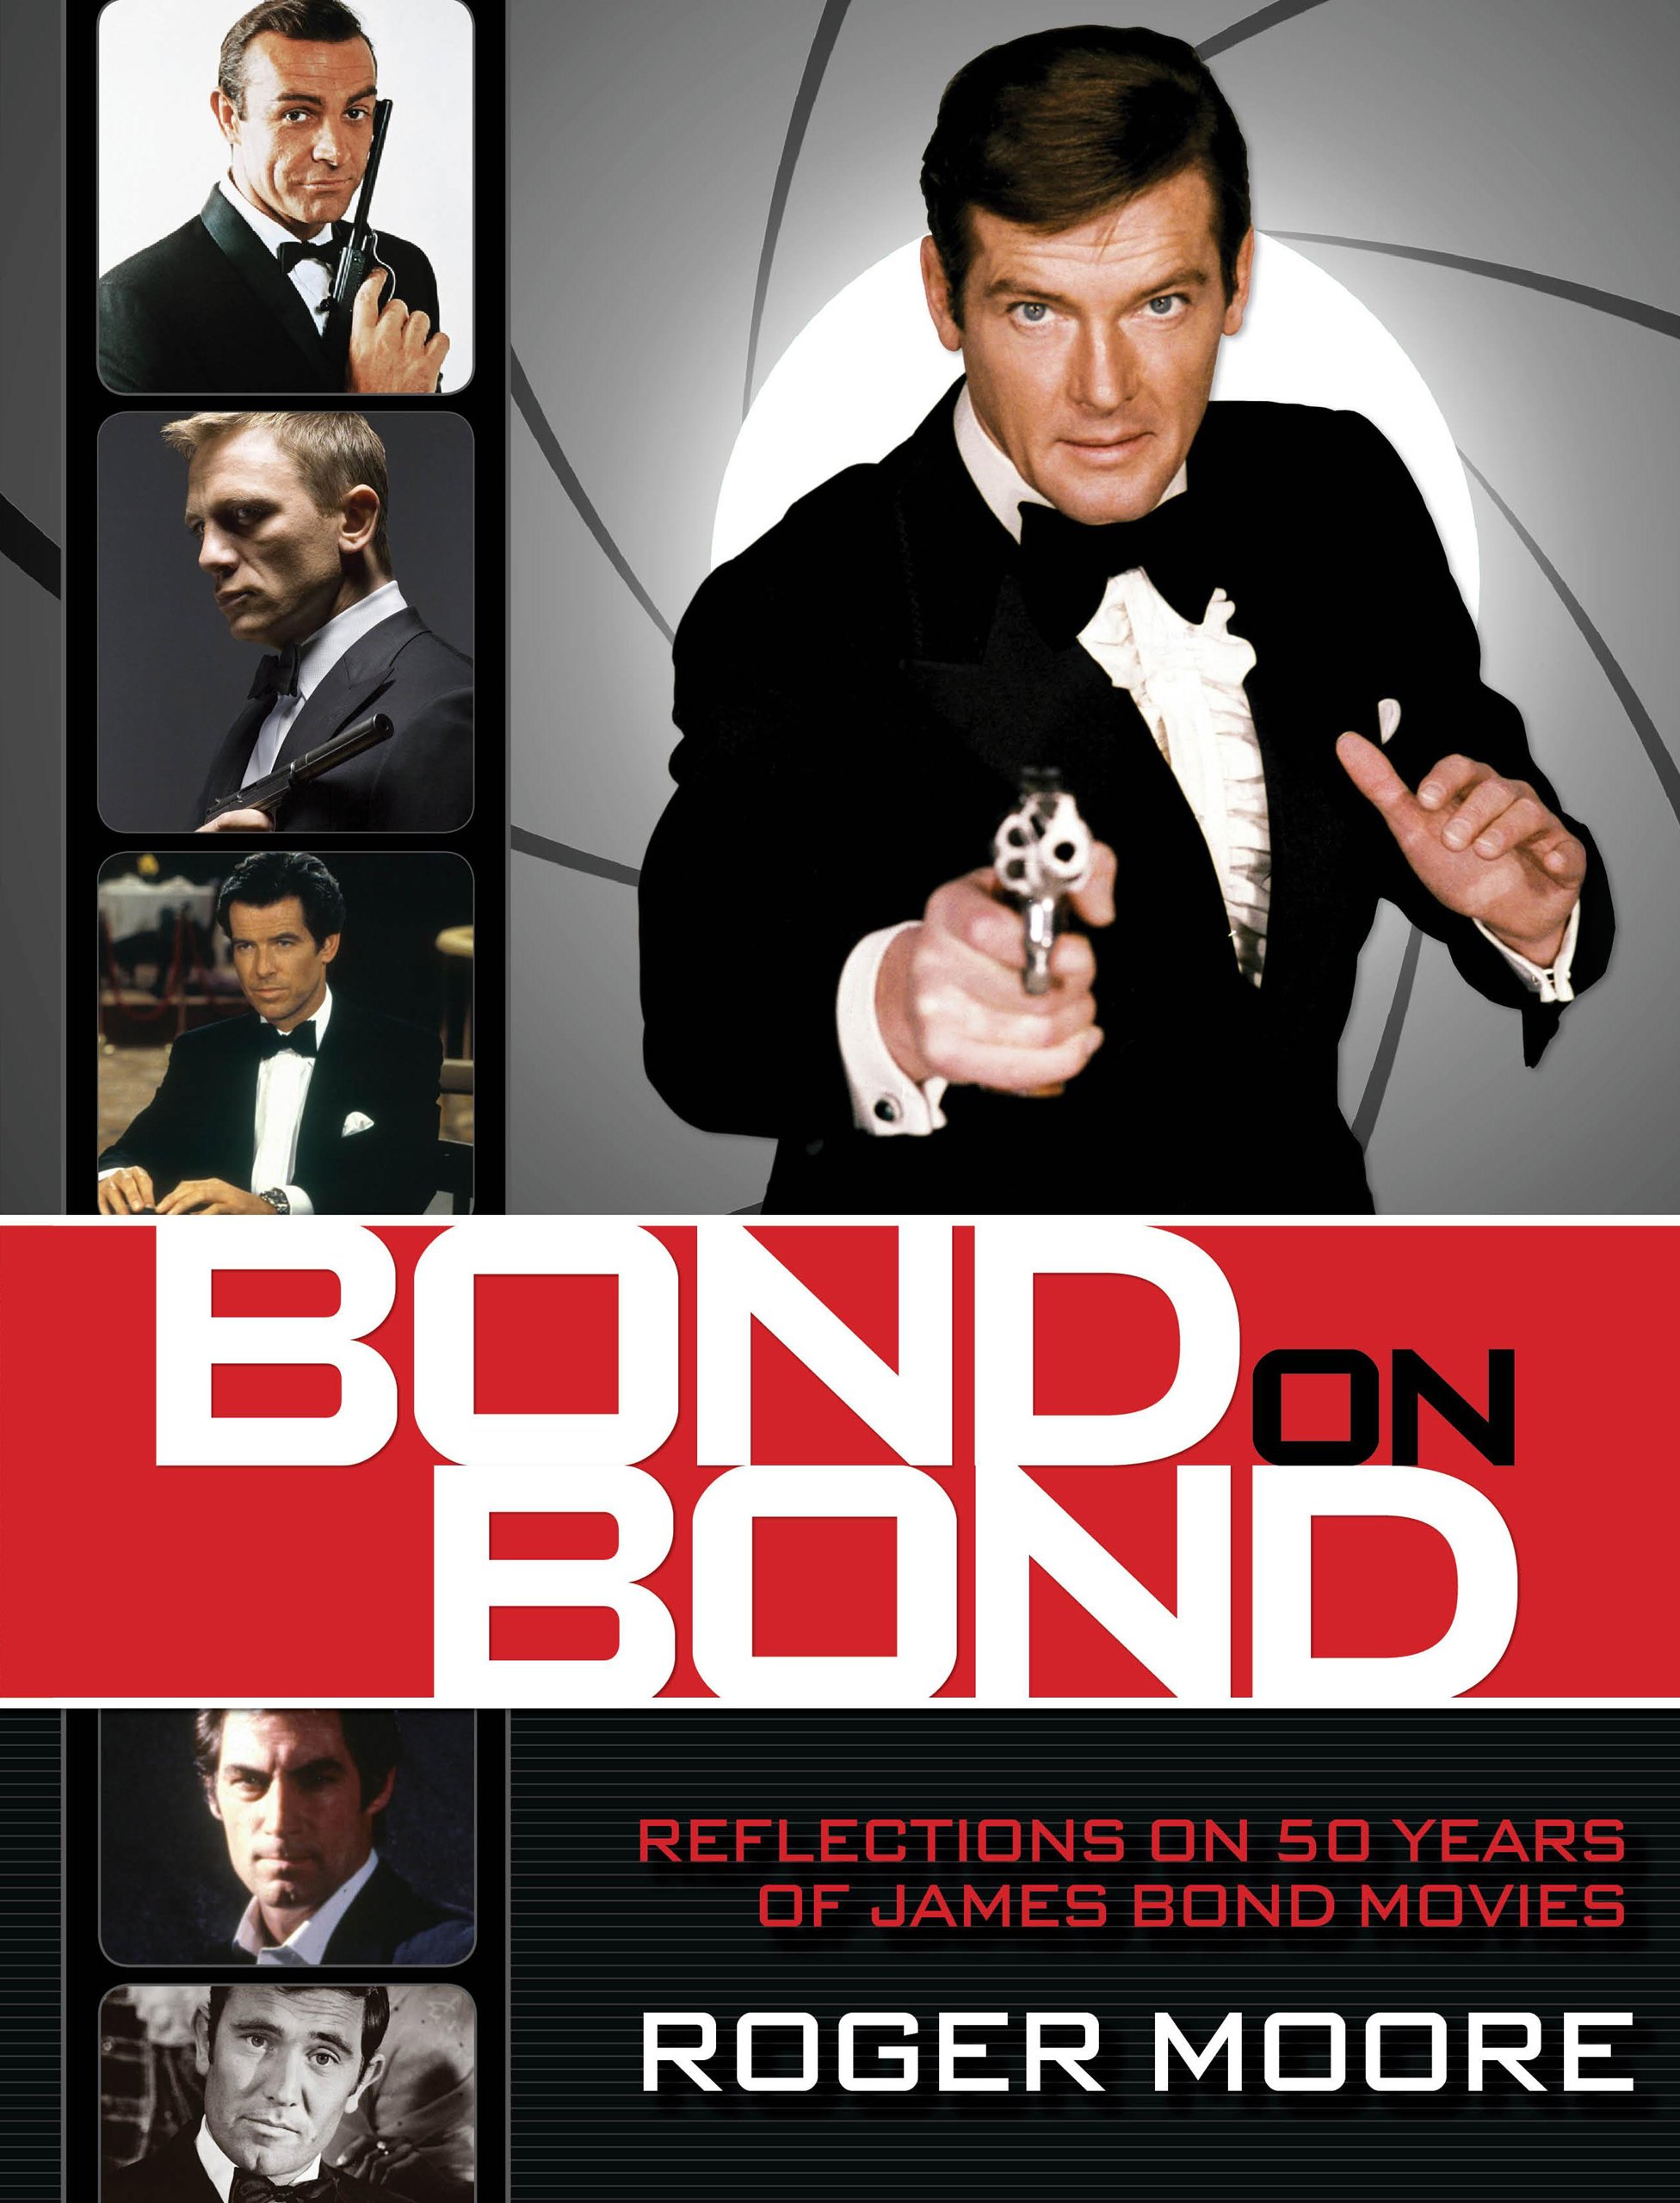 BOND ON
BOND
REFLECTIONS ON 50 YEARS
OF JAMES BOND MOVIES
ROGER MOORE